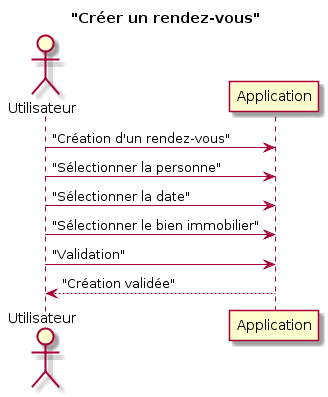 "Créer un rendez-vous"
Utilisateur
Application
"Création d'un rendez-vous"
"Sélectionner la personne"
"Sélectionner la date"
"Sélectionner le bien immobilier"
"Validation"
"Création validée"
Utilisateur
Application